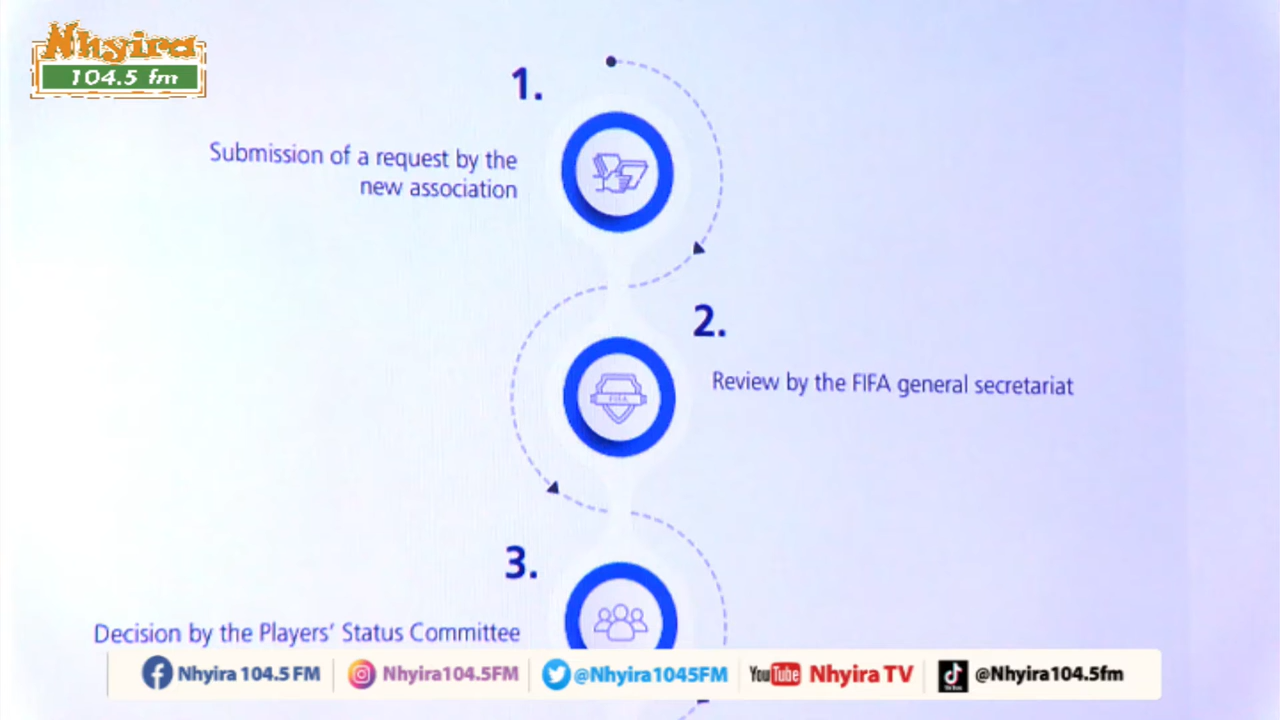 Nhyira
104.5 fm
1.
Submission of a request by the
new association
2.
Review by the FIFA general secretariat
FIFA
3.
Decision by the Players' Status Committee
Nhyira 104.5 FM
Nhyira104.5FM
@Nhyira1045FM
YouTube Nhyira TV
@Nhyira104.5fm